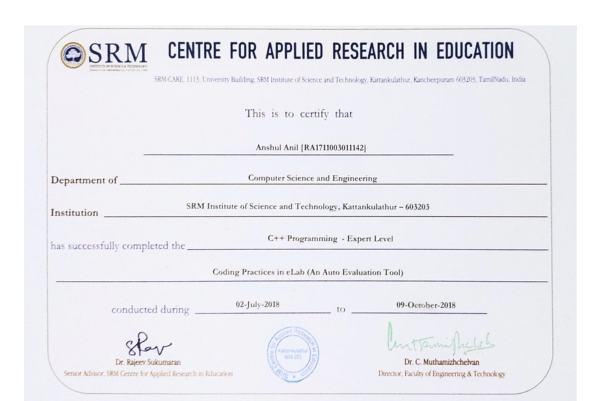 SRM
CENTRE FOR APPLIED RESEARCH IN EDUCATION
SRM-CARE, 1113, University Building, SRM Institute of Science and Technology, Kattankulathur, Kancheepuram 603203, TamilNadu, India
This is to certify that
Anshul Anil [RA1711003011142]
Department of Computer Science and Engineering
Institution SRM Institute of Science and Technology, Kattankulathur – 603203
has successfully completed the C++ Programming - Expert Level
Coding Practices in eLab (An Auto Evaluation Tool)
conducted during 02-July-2018 to 09-October-2018
Dr. Rajeev Sukumaran
Senior Advisor, SRM Centre for Applied Research in Education
Dr. C. Muthamizhchelvan
Director, Faculty of Engineering & Technology